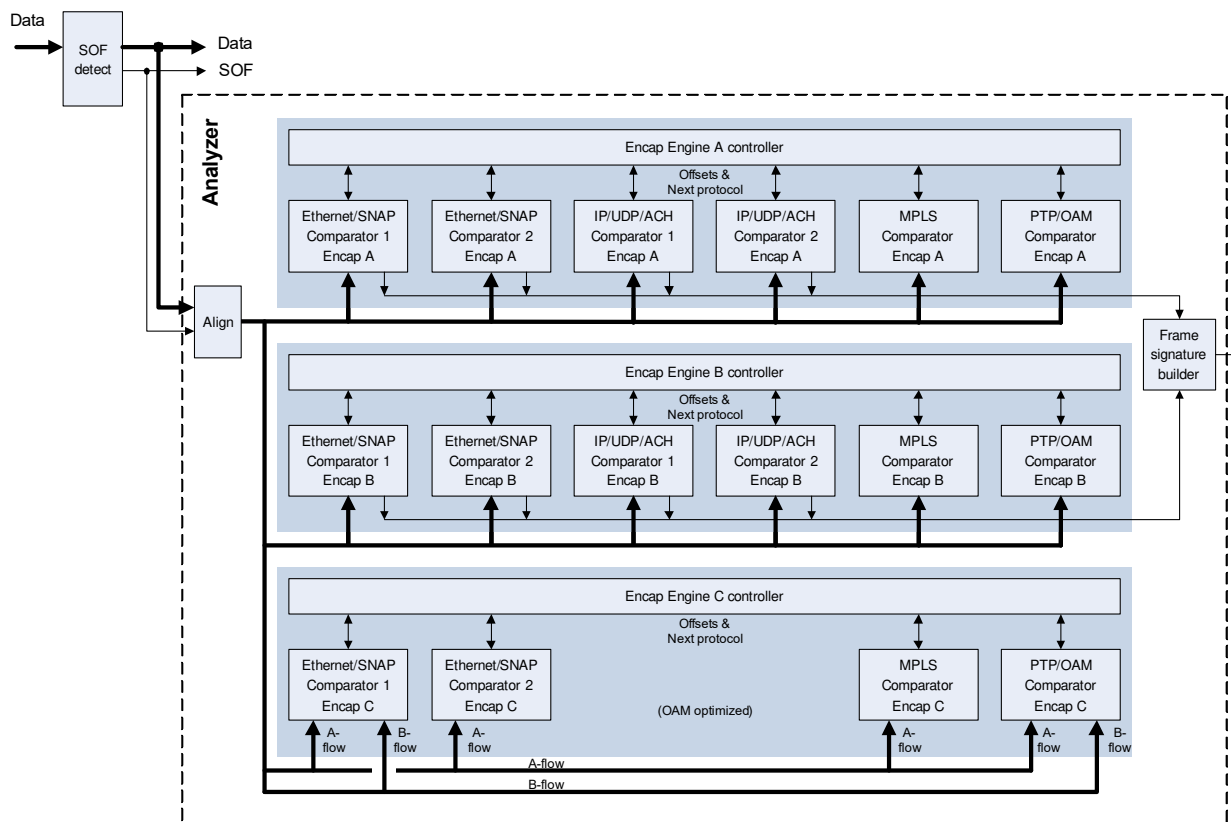 Data
SOF
detect
Data
SOF
Analyzer
Encap Engine A controller
Offsets &
Next protocol
Ethernet/SNAP
Comparator 1
Encap A
Ethernet/SNAP
Comparator 2
Encap A
IP/UDP/ACH
Comparator 1
Encap A
IP/UDP/ACH
Comparator 2
Encap A
MPLS
Comparator
Encap A
PTP/OAM
Comparator
Encap A
Align
Frame
signature
builder
Encap Engine B controller
Offsets &
Next protocol
Ethernet/SNAP
Comparator 1
Encap B
Ethernet/SNAP
Comparator 2
Encap B
IP/UDP/ACH
Comparator 1
Encap B
IP/UDP/ACH
Comparator 2
Encap B
MPLS
Comparator
Encap B
PTP/OAM
Comparator
Encap B
Encap Engine C controller
Offsets &
Next protocol
Ethernet/SNAP
Comparator 1
Encap C
Ethernet/SNAP
Comparator 2
Encap C
(OAM optimized)
MPLS
Comparator
Encap C
PTP/OAM
Comparator
Encap C
A-
flow
B-
flow
A-
flow
A-
flow
A-
flow
B-
flow
A-flow
B-flow